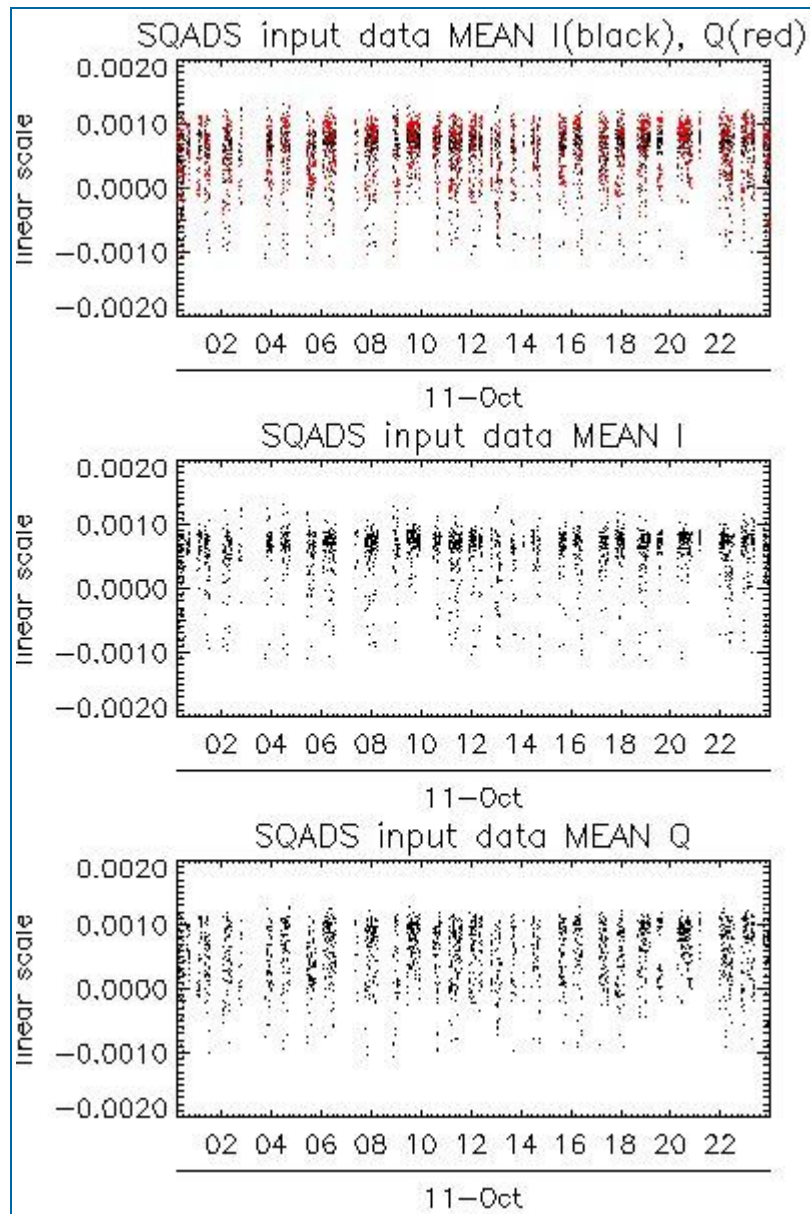 SQADS input data MEAN I(black), Q(red)
0.0020
0.0010
0.0000
−0.0010
−0.0020
linear scale
02 04 06 08 10 12 14 16 18 20 22
11−Oct
SQADS input data MEAN I
0.0020
0.0010
0.0000
−0.0010
−0.0020
linear scale
02 04 06 08 10 12 14 16 18 20 22
11−Oct
SQADS input data MEAN Q
0.0020
0.0010
0.0000
−0.0010
−0.0020
linear scale
02 04 06 08 10 12 14 16 18 20 22
11−Oct